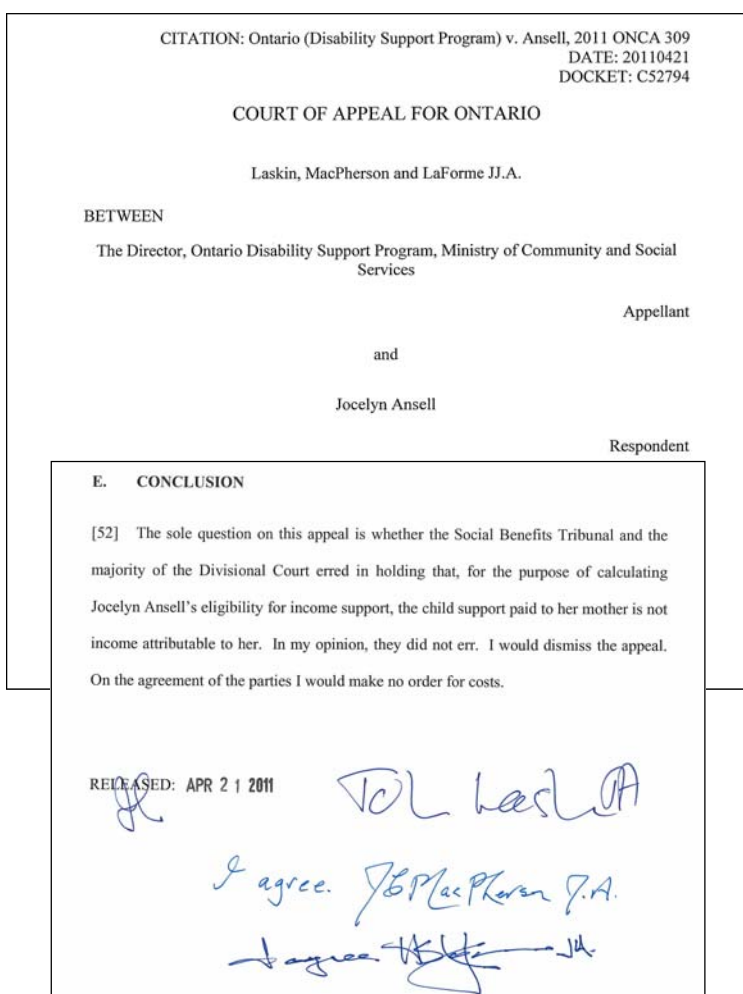 CITATION: Ontario (Disability Support Program) v. Ansell, 2011 ONCA 309
DATE: 20110421
DOCKET: C52794
COURT OF APPEAL FOR ONTARIO
Laskin, MacPherson and LaForme JJ.A.
BETWEEN
The Director, Ontario Disability Support Program, Ministry of Community and Social
Services
Appellant
and
Jocelyn Ansell
Respondent
E. CONCLUSION
[52] The sole question on this appeal is whether the Social Benefits Tribunal and the
majority of the Divisional Court erred in holding that, for the purpose of calculating
Jocelyn Ansell's eligibility for income support, the child support paid to her mother is not
income attributable to her. In my opinion, they did not err. I would dismiss the appeal.
On the agreement of the parties I would make no order for costs.
RELEASED: APR 21 2011
I agree. MacPherson J.A.
I agree JA.